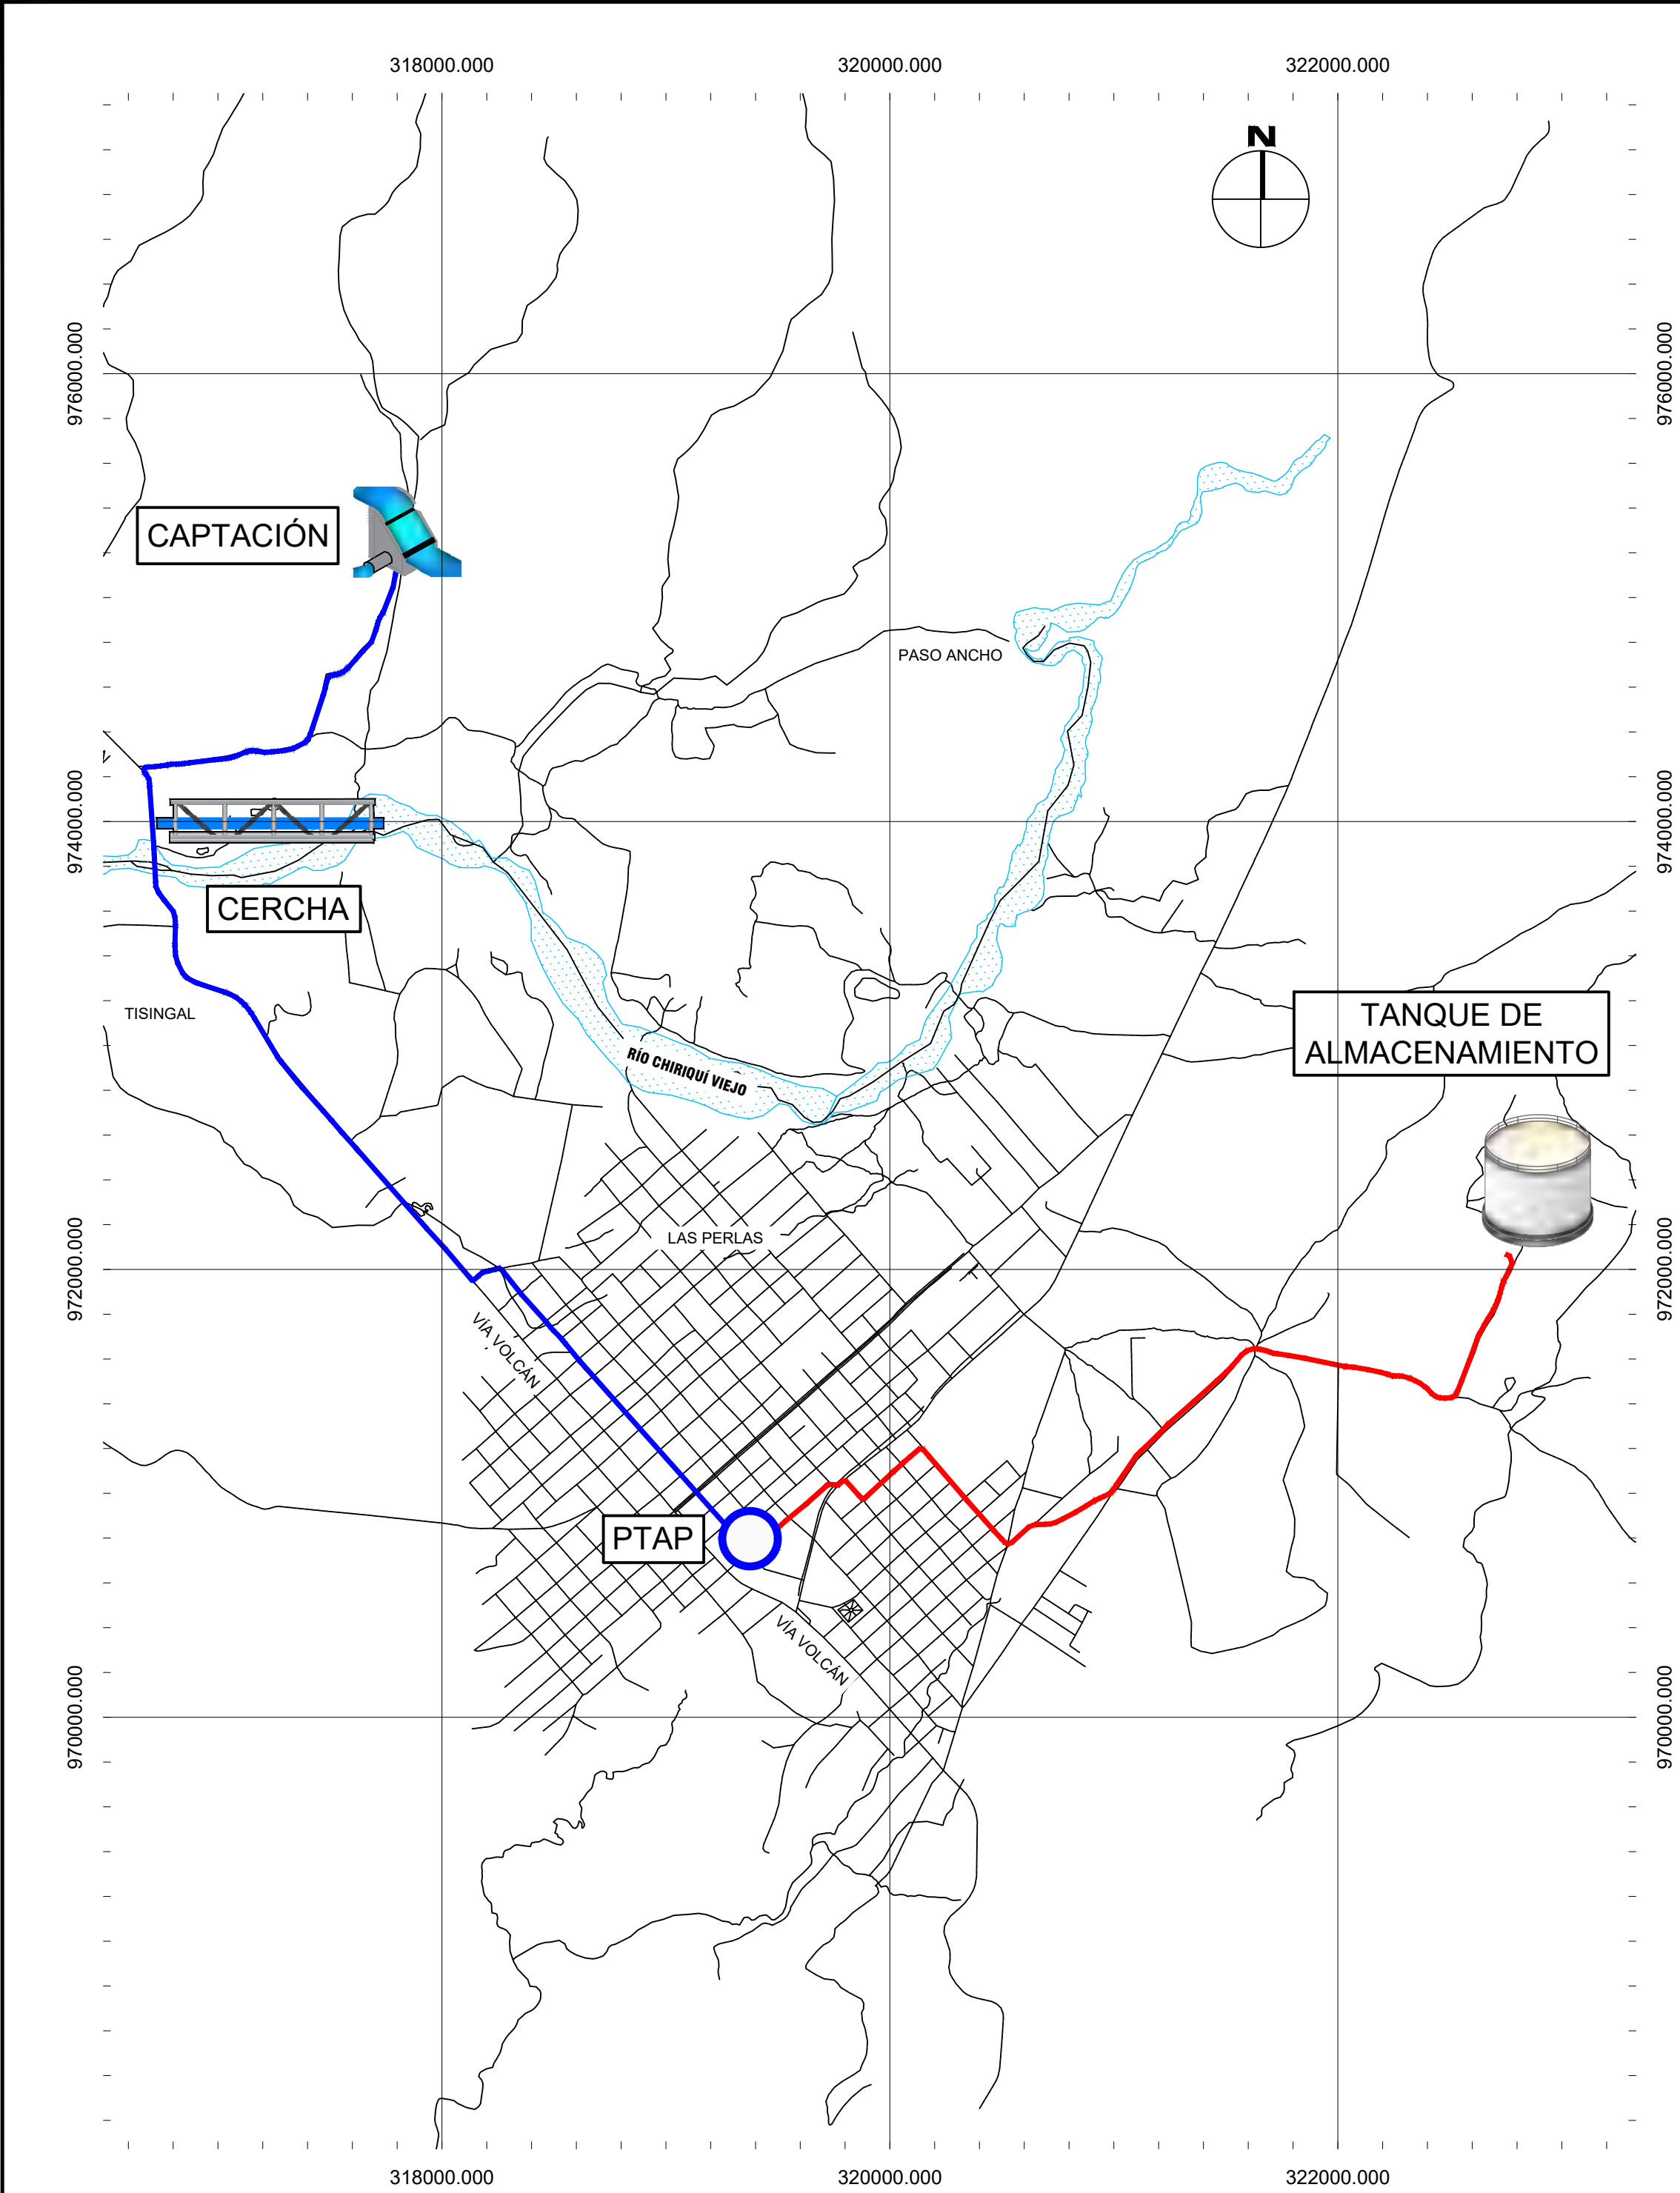 318000.000
320000.000
322000.000
N
976000.000
976000.000
CAPTACIÓN
PASO ANCHO
974000.000
974000.000
CERCHA
TISINGAL
TANQUE DE
ALMACENAMIENTO
RÍO CHIRIQUÍ VIEJO
LAS PERLAS
972000.000
972000.000
VÍA VOLCÁN
PTAP
VÍA VOLCÁN
970000.000
970000.000
318000.000
320000.000
322000.000